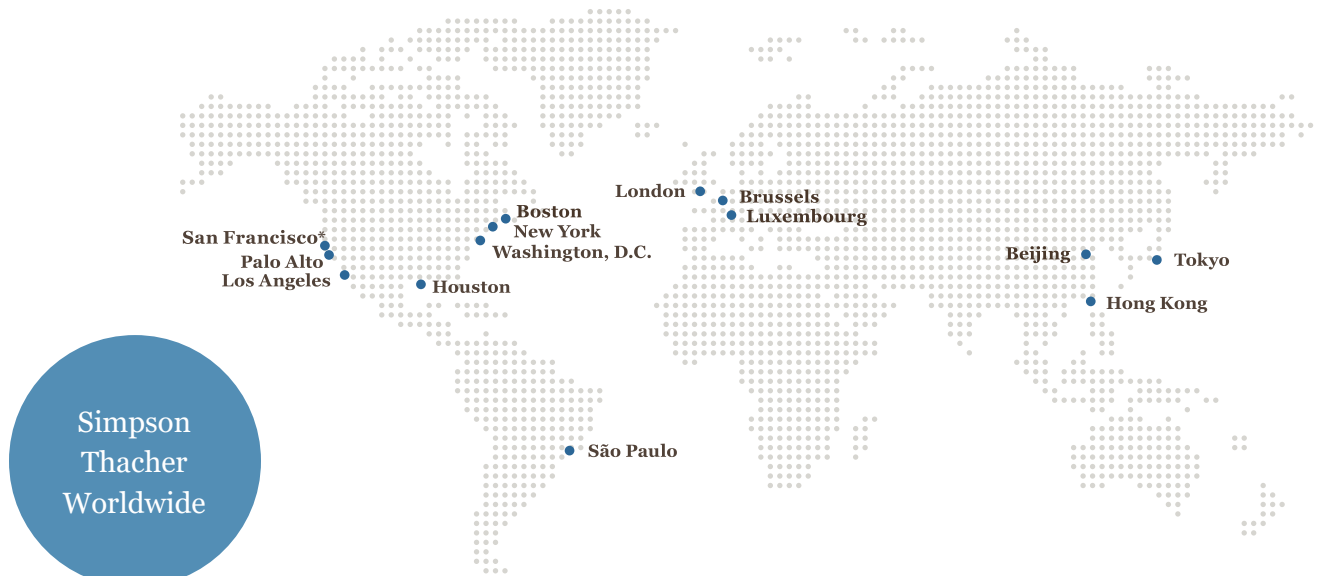 London
Brussels
Luxembourg
Boston
New York
Washington, D.C.
San Francisco*
Palo Alto
Los Angeles
Houston
Beijing
Tokyo
Hong Kong
São Paulo
Simpson
Thacher
Worldwide